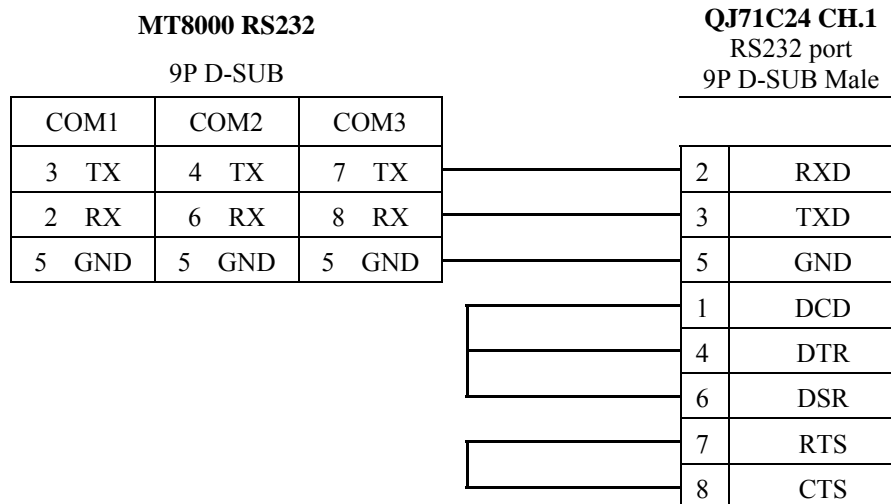 MT8000 RS232
9P D-SUB
QJ71C24 CH.1
RS232 port
9P D-SUB Male
COM1 COM2 COM3
3 TX 4 TX 7 TX 2 RXD
2 RX 6 RX 8 RX 3 TXD
5 GND 5 GND 5 GND 5 GND
1 DCD
4 DTR
6 DSR
7 RTS
8 CTS